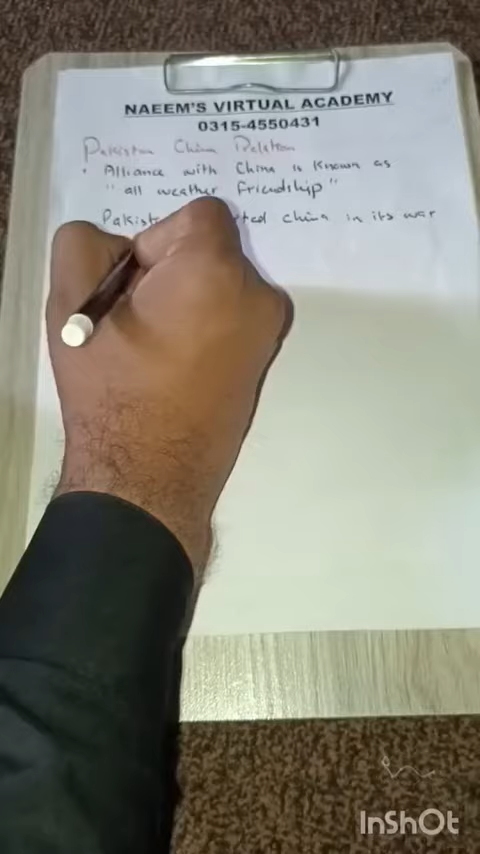 NAEEM'S VIRTUAL ACADEMY
0315-4550431
Pakistan China Relation
• Alliance with China is known as
"all weather friendship"
china in its war
InShOt